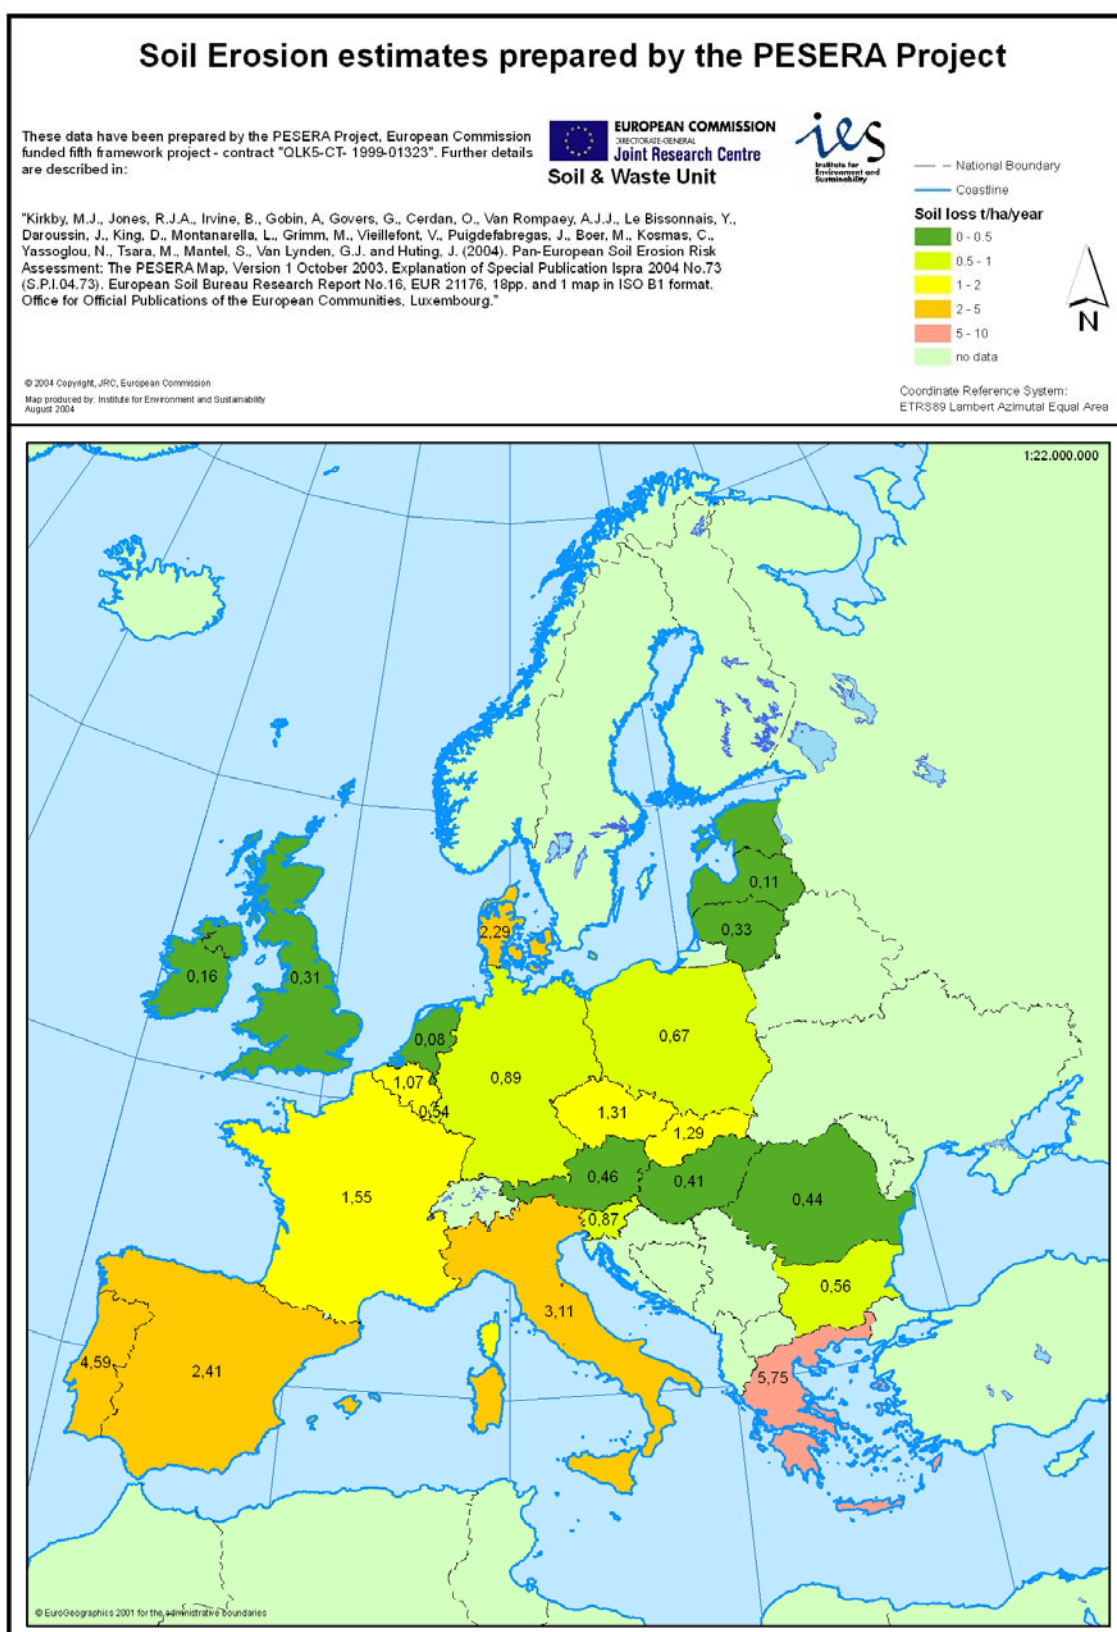 Soil Erosion estimates prepared by the PESERA Project
These data have been prepared by the PESERA Project, European Commission
funded fifth framework project - contract "QLK5-CT- 1999-01323". Further details
are described in:
EUROPEAN COMMISSION
DIRECTORATE-GENERAL
Joint Research Centre
Soil & Waste Unit
ies
Institute for
Environment and
Sustainability
"Kirkby, M.J., Jones, R.J.A., Irvine, B., Gobin, A, Govers, G., Cerdan, O., Van Rompaey, A.J.J., Le Bissonnais, Y.,
Daroussin, J., King, D., Montanarella, L., Grimm, M., Vieillefont, V., Puigdefabregas, J., Boer, M., Kosmas, C.,
Yassoglou, N., Tsara, M., Mantel, S., Van Lynden, G.J. and Huting, J. (2004). Pan-European Soil Erosion Risk
Assessment: The PESERA Map, Version 1 October 2003. Explanation of Special Publication Ispra 2004 No.73
(S.P.I.04.73). European Soil Bureau Research Report No.16, EUR 21176, 18pp. and 1 map in ISO B1 format.
Office for Official Publications of the European Communities, Luxembourg."
© 2004 Copyright, JRC, European Commission
Map produced by: Institute for Environment and Sustainability
August 2004
National Boundary
Coastline
Soil loss t/ha/year
0 - 0.5
0.5 - 1
1 - 2
2 - 5
5 - 10
no data
N
Coordinate Reference System:
ETRS89 Lambert Azimutal Equal Area
1:22.000.000
0,11
0,33
2,29
0,16
0,31
0,08
0,67
1,07
0,89
0,54
1,31
1,29
0,46
0,41
1,55
0,44
0,87
0,56
3,11
4,59
2,41
5,75
© EuroGeographics 2001 for the administrative boundaries